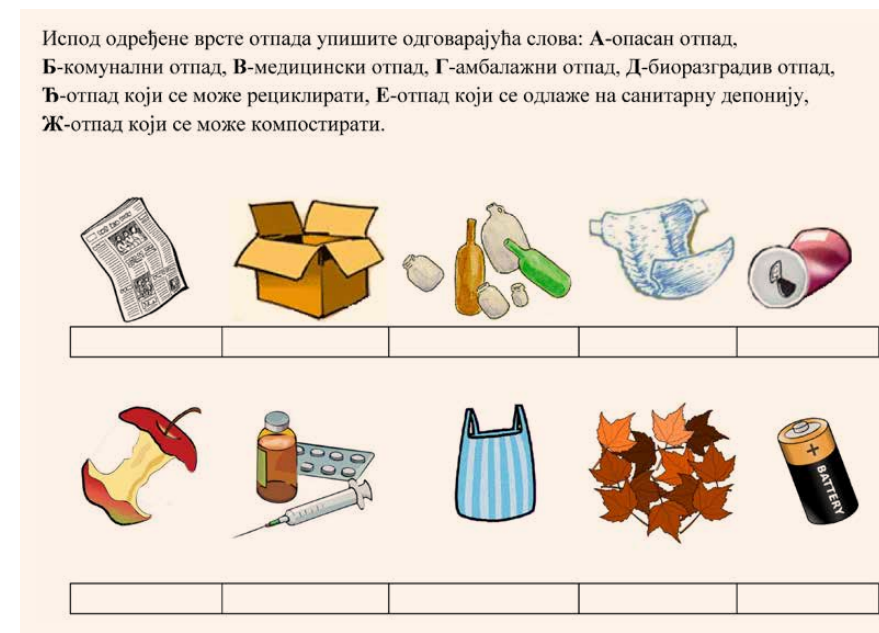 Испод одређене врсте отпада упишите одговарајућа слова: А-опасан отпад,
Б-комунални отпад, В-медицински отпад, Г-амбалажни отпад, Д-биоразградив отпад,
Ђ-отпад који се може рециклирати, Е-отпад који се одлаже на санитарну депонију,
Ж-отпад који се може компостирати.
+
BATTERY